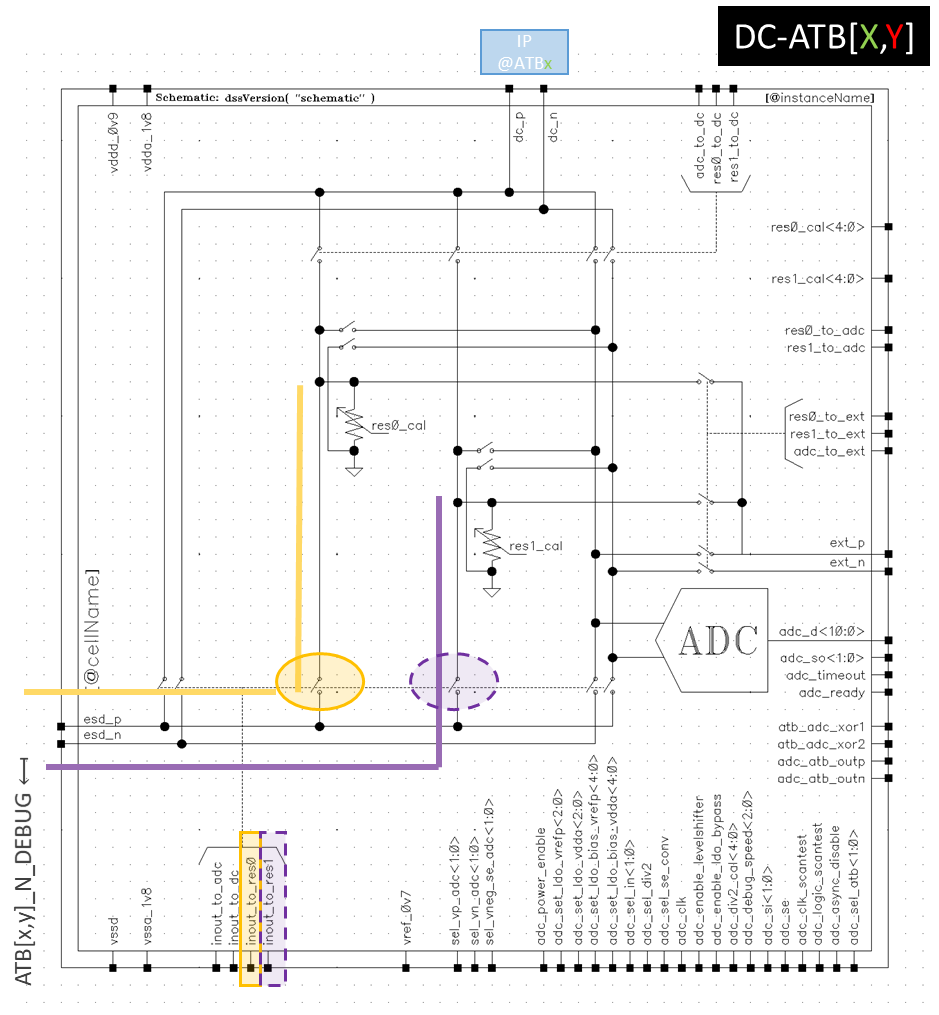 DC-ATB[X,Y]
IP
@ATBx
Schematic: dssVersion( "schematic" )
[@instanceName]
vddd_0v9
vdda_1v8
dc_p
dc_n
adc_to_dc
res0_to_dc
res1_to_dc
res0_cal<4:0>
res1_cal<4:0>
res0_to_adc
res1_to_adc
res0_to_ext
res1_to_ext
adc_to_ext
res0_cal
res1_cal
ext_p
ext_n
@cellName]
ADC
adc_d<10:0>
adc_so<1:0>
adc_timeout
adc_ready
esd_p
esd_n
atb_adc_xor1
atb_adc_xor2
adc_atb_outp
adc_atb_outn
ATB[x,y]_N_DEBUG ←
vssd
vssa_1v8
inout_to_adc
inout_to_dc
inout_to_res0
inout_to_res1
vref_0v7
sel_vp_adc<1:0>
sel_vn_adc<1:0>
sel_vneg_se_adc<1:0>
adc_power_enable
adc_set_ldo_vrefp<2:0>
adc_set_ldo_vdda<2:0>
adc_set_ldo_bias_vrefp<4:0>
adc_set_ldo_bias_vdda<4:0>
adc_sel_in<1:0>
adc_sel_div2
adc_sel_se_conv
adc_clk
adc_enable_levelshifter
adc_enable_ldo_bypass
adc_div2_cal<4:0>
adc_debug_speed<2:0>
adc_si<1:0>
adc_se
adc_clk_scantest
adc_logic_scantest
adc_async_disable
adc_sel_atb<1:0>